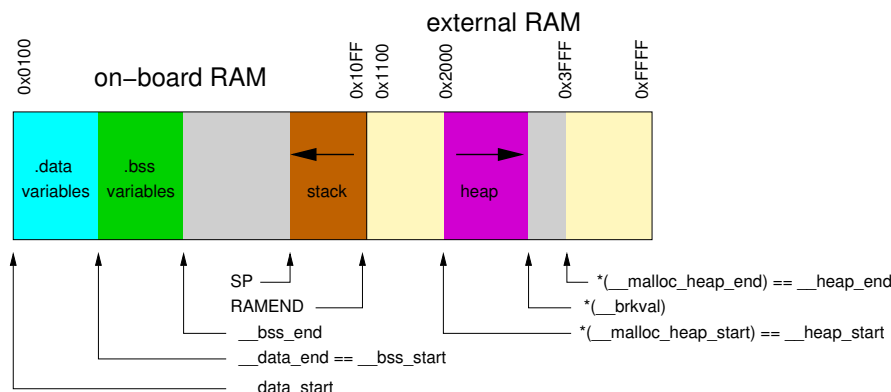 external RAM
on−board RAM
0x0100
0x10FF
0x1100
0x2000
0x3FFF
0xFFFF
.data
variables
.bss
variables
stack
heap
SP
RAMEND
__bss_end
__data_end == __bss_start
__data_start
*(__malloc_heap_end) == __heap_end
*(__brkval)
*(__malloc_heap_start) == __heap_start